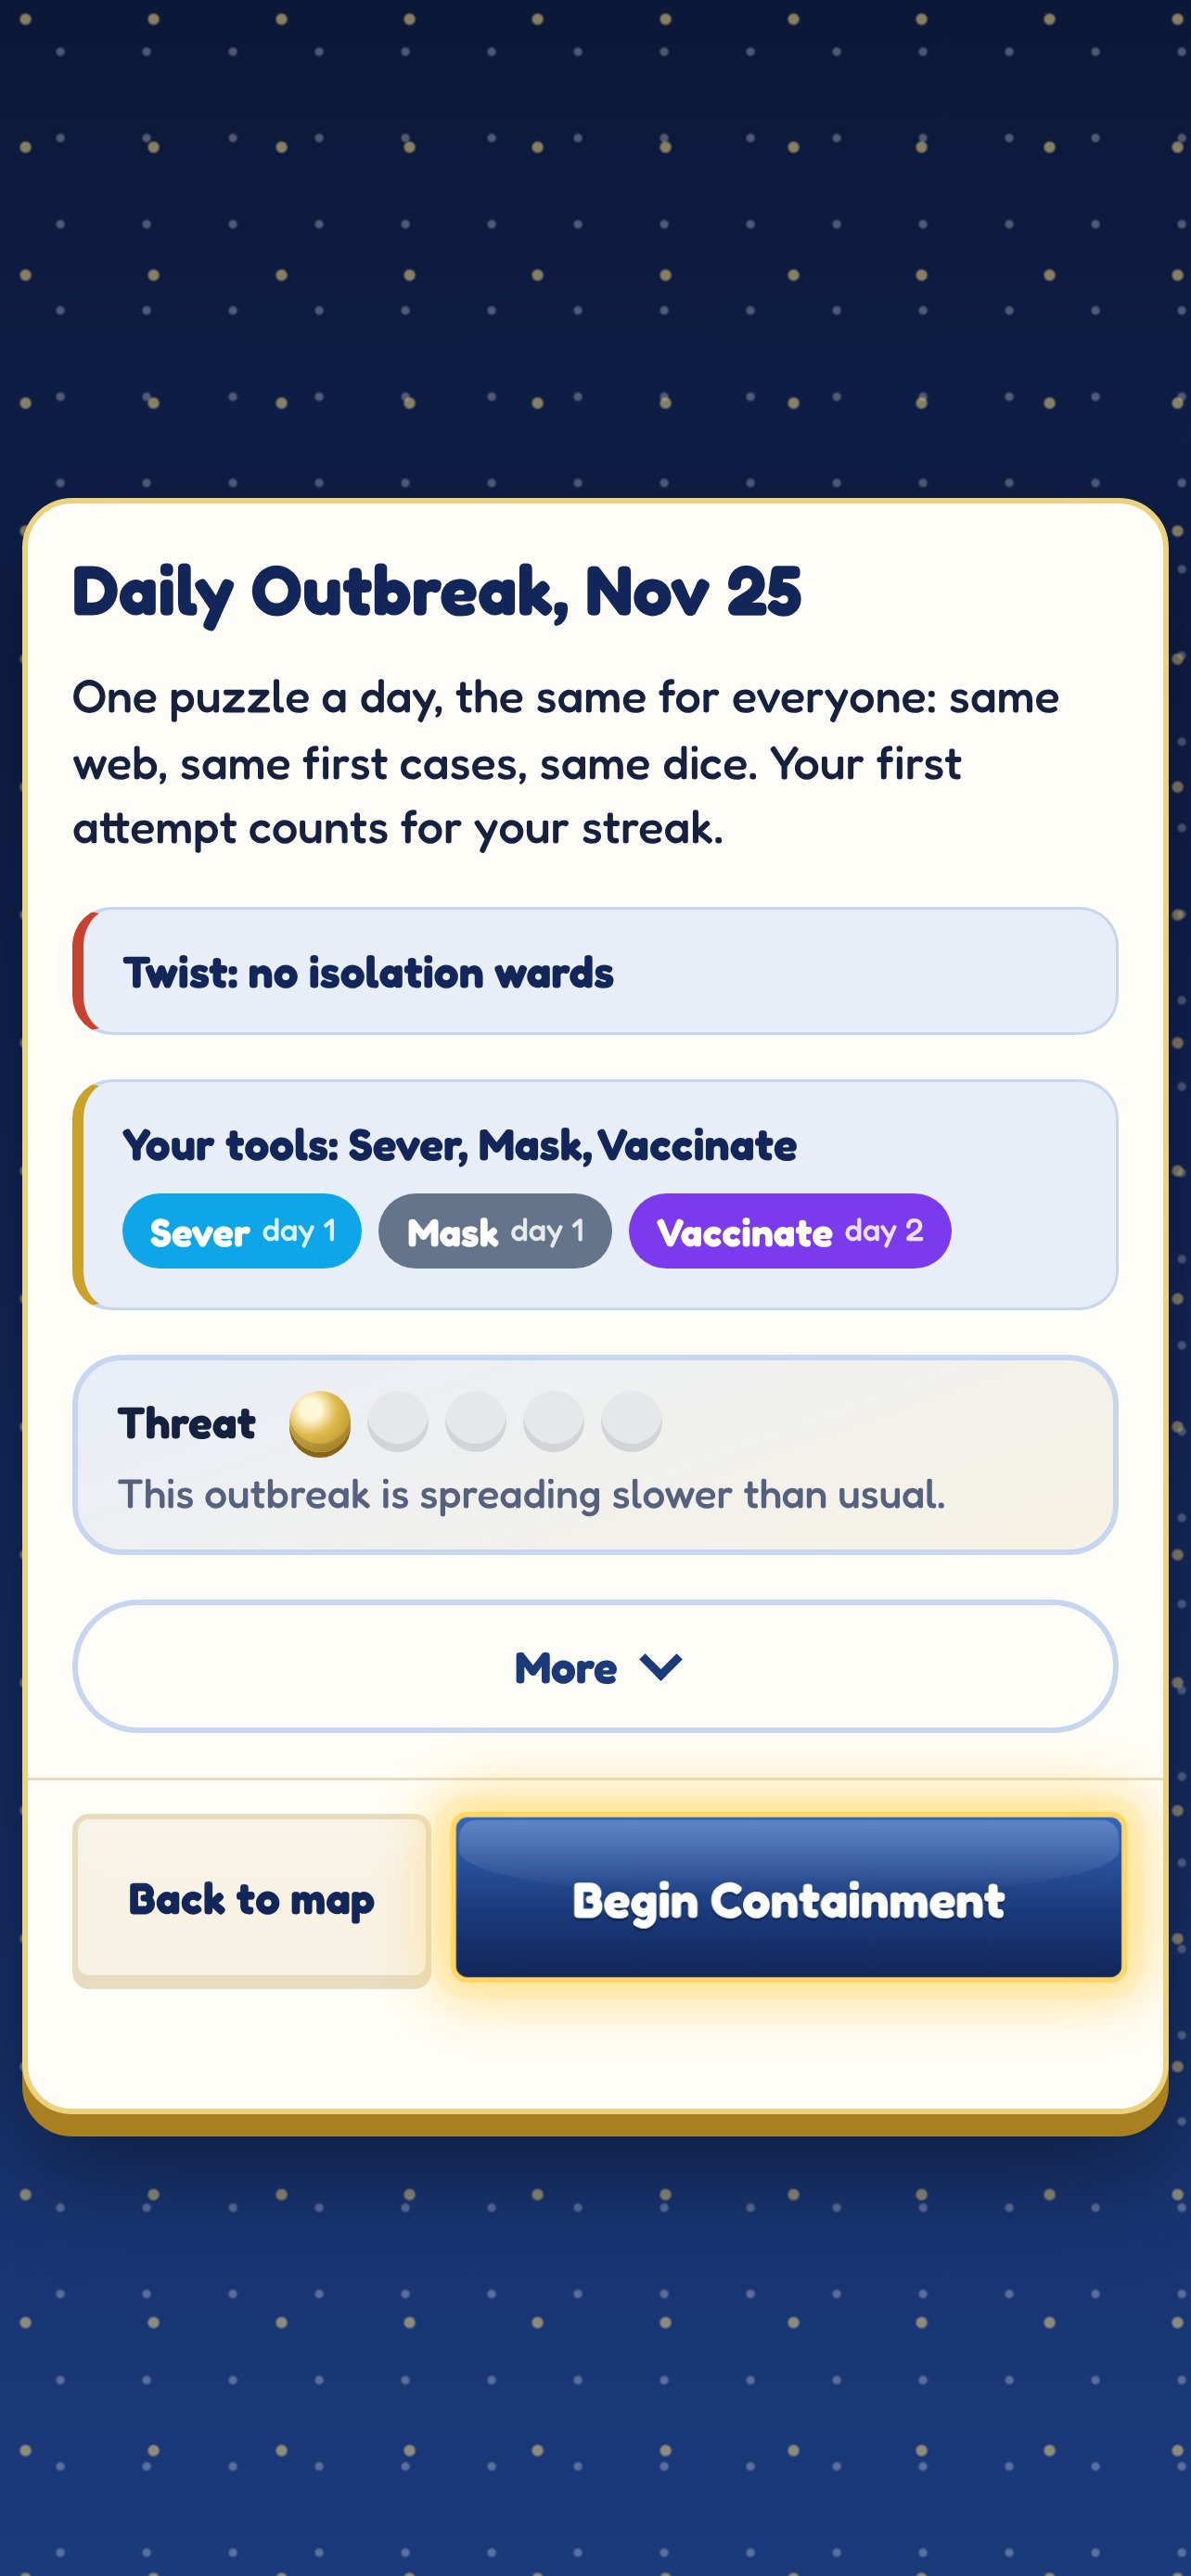 Daily Outbreak, Nov 25
One puzzle a day, the same for everyone: same
web, same first cases, same dice. Your first
attempt counts for your streak.
Twist: no isolation wards
Your tools: Sever, Mask, Vaccinate
Sever day 1 Mask day 1 Vaccinate day 2
Threat
This outbreak is spreading slower than usual.
More
Back to map Begin Containment